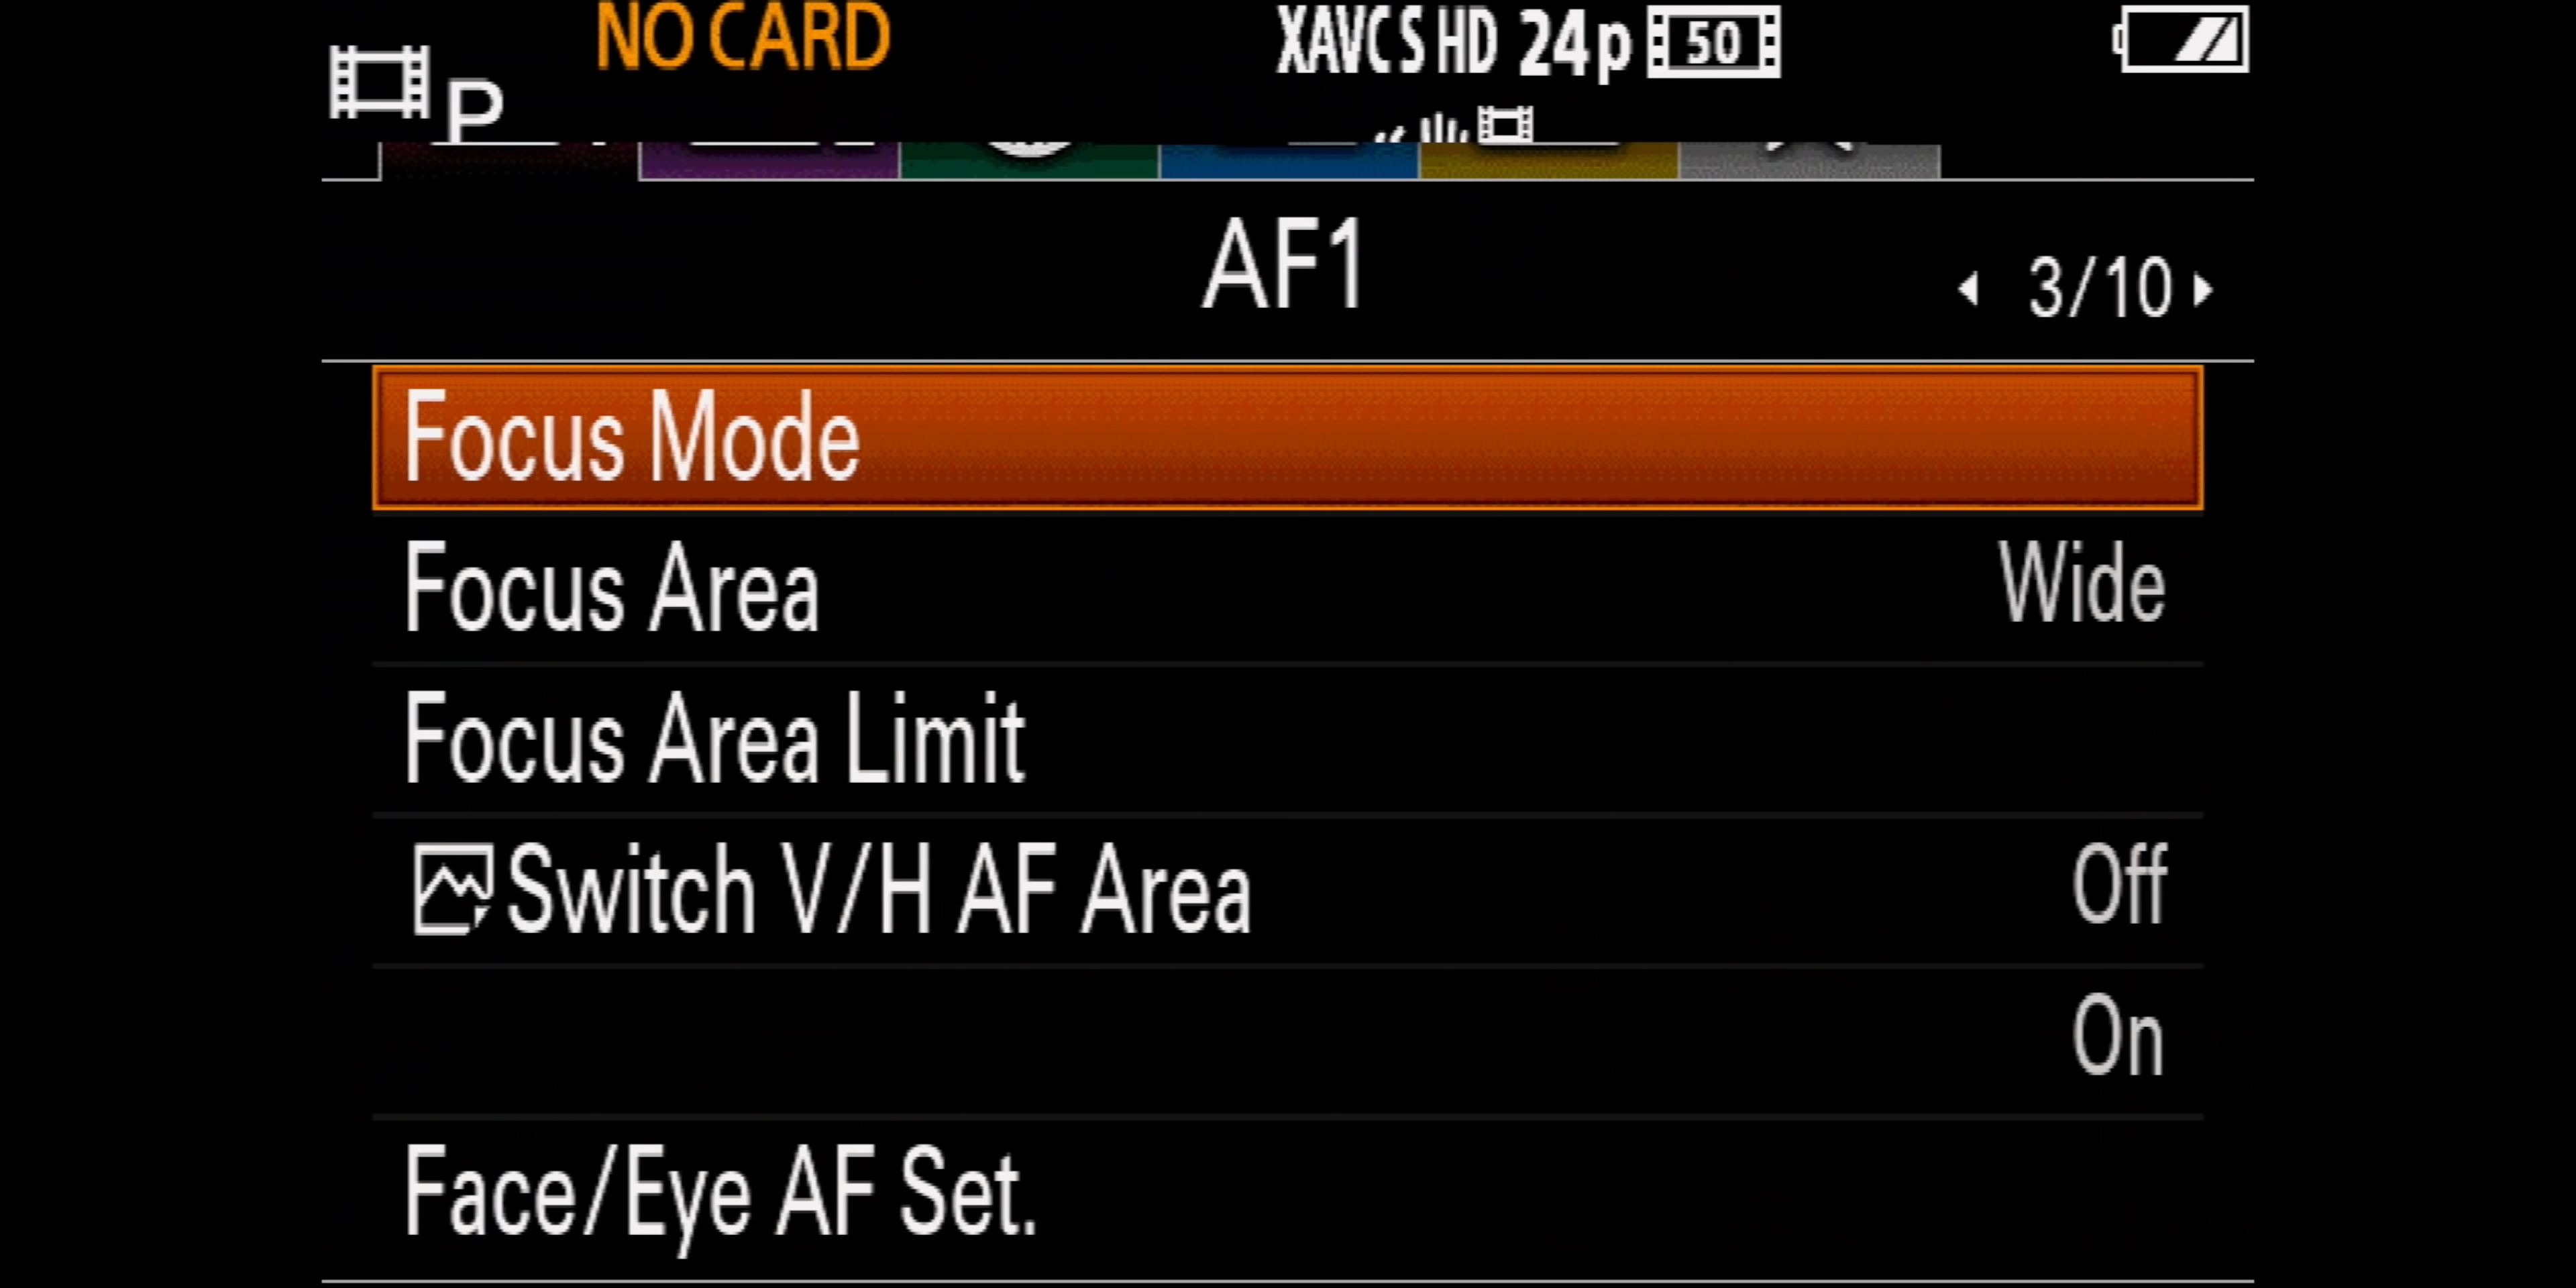 NO CARD
XAVC S HD 24p 50
P
AF1
3/10
Focus Mode
Focus Area Wide
Focus Area Limit
Switch V/H AF Area Off
On
Face/Eye AF Set.